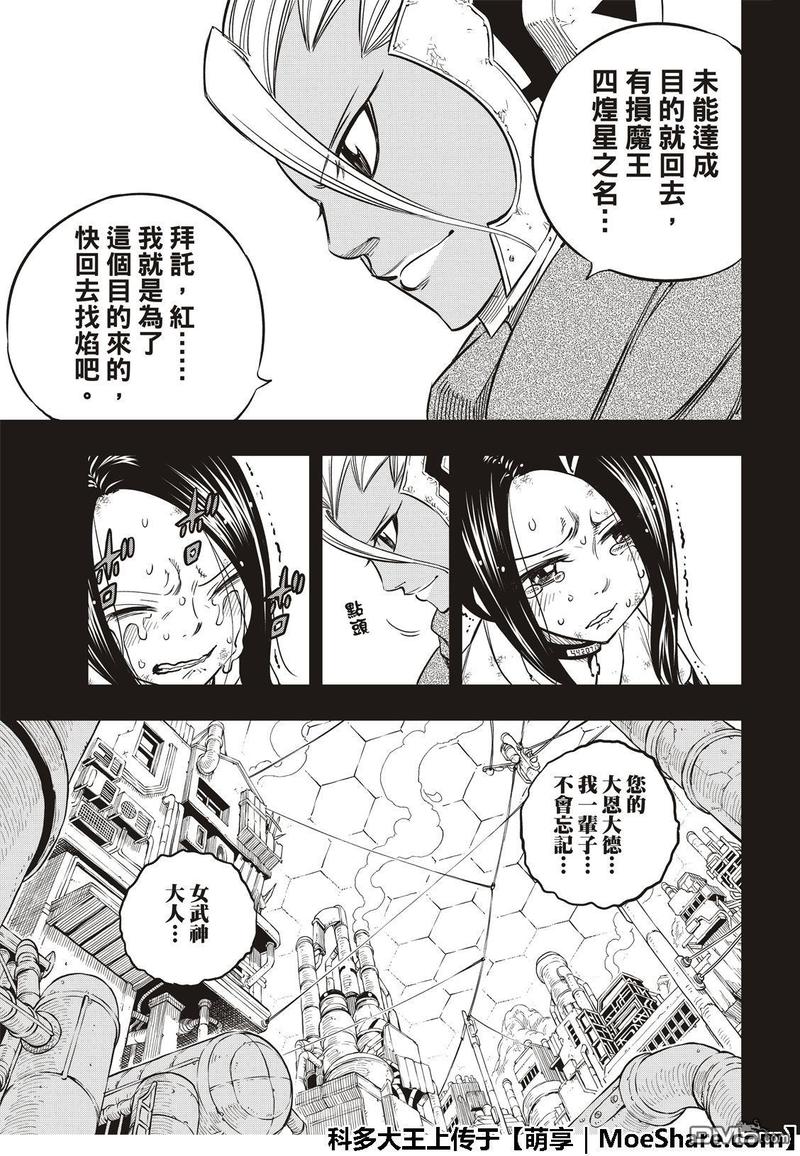 未能達成
目的就回去，
有損魔王
四煌星之名…
拜託，紅……
我就是為了
這個目的來的，
快回去找焰吧。
點頭
您的
大恩大德…
我一輩子…
不會忘記…
女武神
大人…
科多大王上传于【萌享｜MoeShare.com】